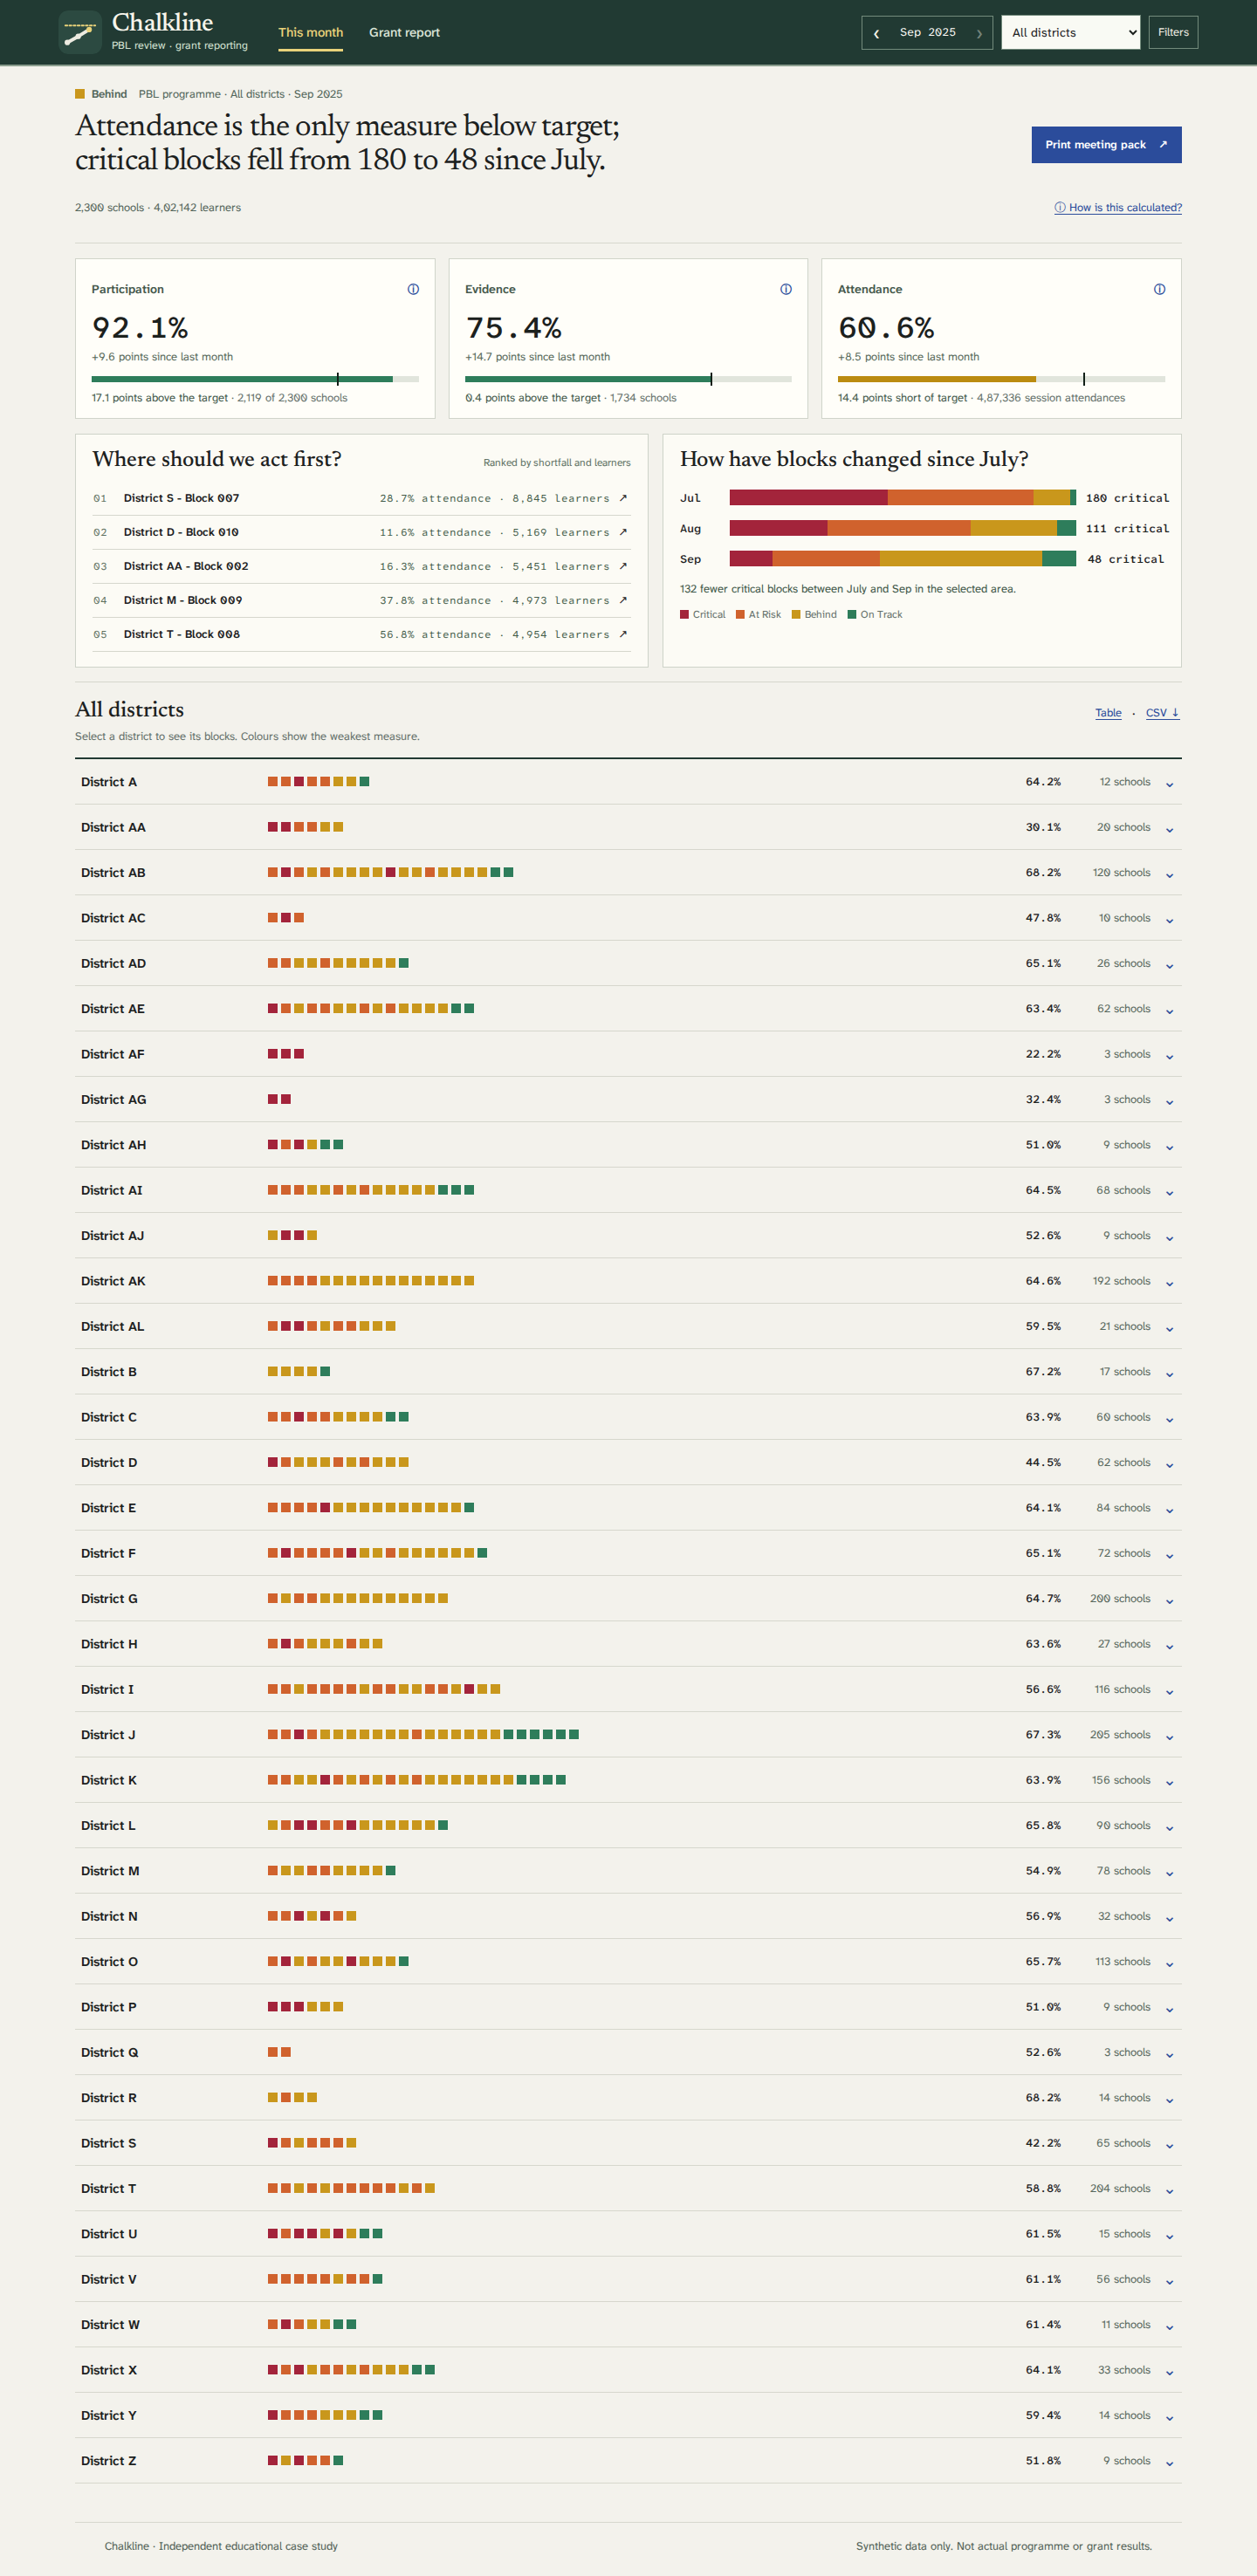 Chalkline
PBL review · grant reporting
This month
Grant report
‹ Sep 2025 ›
All districts
Filters
Behind PBL programme · All districts · Sep 2025
Attendance is the only measure below target;
critical blocks fell from 180 to 48 since July.
Print meeting pack ↗
2,300 schools · 4,02,142 learners
ⓘ How is this calculated?
Participation ⓘ
92.1%
+9.6 points since last month
17.1 points above the target · 2,119 of 2,300 schools
Evidence ⓘ
75.4%
+14.7 points since last month
0.4 points above the target · 1,734 schools
Attendance ⓘ
60.6%
+8.5 points since last month
14.4 points short of target · 4,87,336 session attendances
Where should we act first?
Ranked by shortfall and learners
01 District S - Block 007 28.7% attendance · 8,845 learners ↗
02 District D - Block 010 11.6% attendance · 5,169 learners ↗
03 District AA - Block 002 16.3% attendance · 5,451 learners ↗
04 District M - Block 009 37.8% attendance · 4,973 learners ↗
05 District T - Block 008 56.8% attendance · 4,954 learners ↗
How have blocks changed since July?
Jul 180 critical
Aug 111 critical
Sep 48 critical
132 fewer critical blocks between July and Sep in the selected area.
Critical At Risk Behind On Track
All districts
Table · CSV ↓
Select a district to see its blocks. Colours show the weakest measure.
District A 64.2% 12 schools
District AA 30.1% 20 schools
District AB 68.2% 120 schools
District AC 47.8% 10 schools
District AD 65.1% 26 schools
District AE 63.4% 62 schools
District AF 22.2% 3 schools
District AG 32.4% 3 schools
District AH 51.0% 9 schools
District AI 64.5% 68 schools
District AJ 52.6% 9 schools
District AK 64.6% 192 schools
District AL 59.5% 21 schools
District B 67.2% 17 schools
District C 63.9% 60 schools
District D 44.5% 62 schools
District E 64.1% 84 schools
District F 65.1% 72 schools
District G 64.7% 200 schools
District H 63.6% 27 schools
District I 56.6% 116 schools
District J 67.3% 205 schools
District K 63.9% 156 schools
District L 65.8% 90 schools
District M 54.9% 78 schools
District N 56.9% 32 schools
District O 65.7% 113 schools
District P 51.0% 9 schools
District Q 52.6% 3 schools
District R 68.2% 14 schools
District S 42.2% 65 schools
District T 58.8% 204 schools
District U 61.5% 15 schools
District V 61.1% 56 schools
District W 61.4% 11 schools
District X 64.1% 33 schools
District Y 59.4% 14 schools
District Z 51.8% 9 schools
Chalkline · Independent educational case study
Synthetic data only. Not actual programme or grant results.